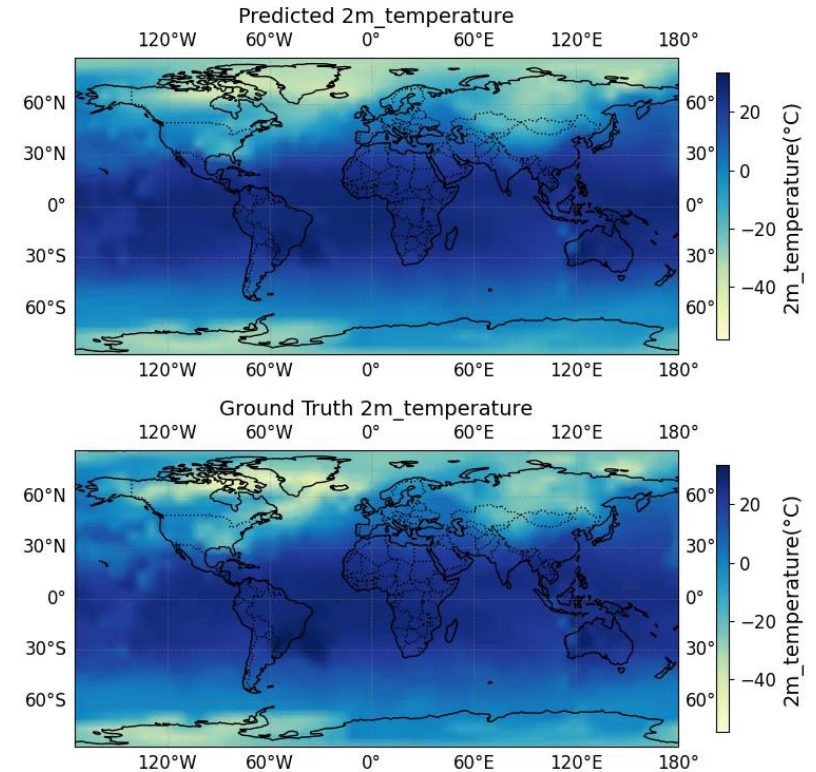 Predicted 2m_temperature
120°W 60°W 0° 60°E 120°E 180°
60°N 60°
30°N 30°
0° 0°
30°S 30°
60°S 60°
120°W 60°W 0° 60°E 120°E 180°
20
0
−20
−40
2m_temperature(°C)
Ground Truth 2m_temperature
120°W 60°W 0° 60°E 120°E 180°
60°N 60°
30°N 30°
0° 0°
30°S 30°
60°S 60°
120°W 60°W 0° 60°E 120°E 180°
20
0
−20
−40
2m_temperature(°C)